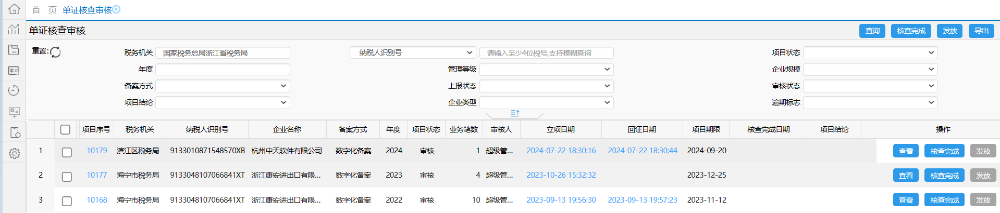 首 页 单证核查审核
单证核查审核 查询 核查完成 发放 导出
重置: 税务机关 国家税务总局浙江省税务局 纳税人识别号 请输入至少4位税号,支持模糊查询 项目状态
年度 管理等级 企业规模
备案方式 上报状态 审核状态
项目结论 企业类型 逾期标志
项目序号 税务机关 纳税人识别号 企业名称 备案方式 年度 项目状态 业务笔数 审核人 立项日期 回证日期 项目期限 核查完成日期 项目结论 操作
1 10179 滨江区税务局 9133010871548570XB 杭州中天软件有限公司 数字化备案 2024 审核 1 超级管... 2024-07-22 18:30:16 2024-07-22 18:30:44 2024-09-20 查看 核查完成 发放
2 10177 海宁市税务局 9133048107066841XT 浙江康安进出口有限... 数字化备案 2023 审核 4 超级管... 2023-10-26 15:32:32 2023-12-25 查看 核查完成 发放
3 10168 海宁市税务局 9133048107066841XT 浙江康安进出口有限... 数字化备案 2022 审核 10 超级管... 2023-09-13 19:56:30 2023-09-13 19:57:23 2023-11-12 查看 核查完成 发放